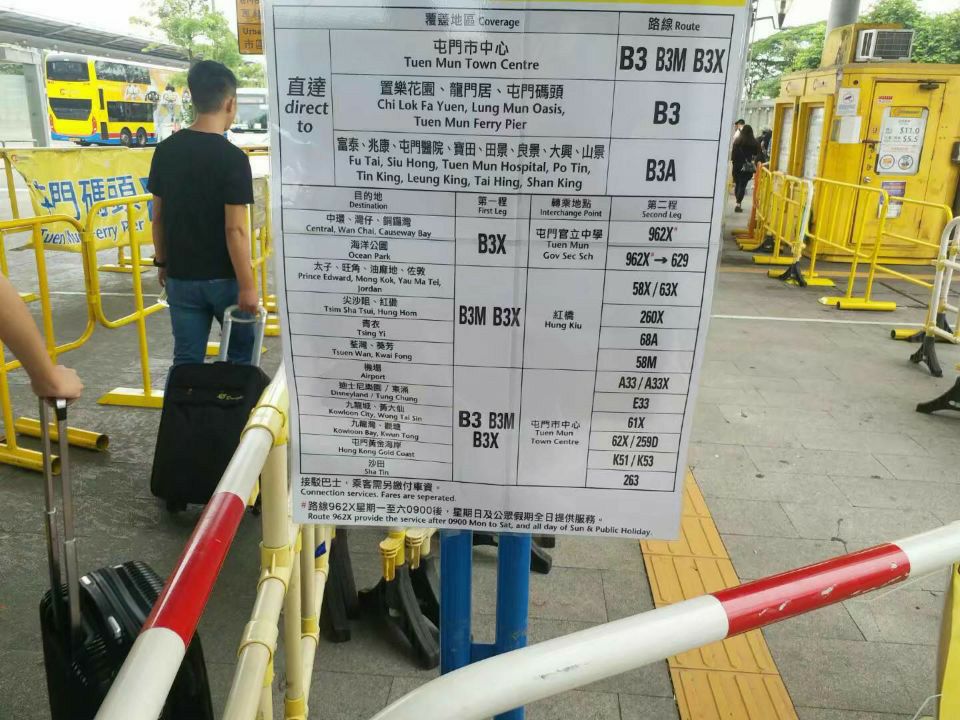 覆蓋地區 Coverage
路線 Route
直達
direct
to
屯門市中心
Tuen Mun Town Centre
B3 B3M B3X
置樂花園、龍門居、屯門碼頭
Chi Lok Fa Yuen, Lung Mun Oasis,
Tuen Mun Ferry Pier
B3
富泰、兆康、屯門醫院、寶田、田景、良景、大興、山景
Fu Tai, Siu Hong, Tuen Mun Hospital, Po Tin,
Tin King, Leung King, Tai Hing, Shan King
B3A
目的地
Destination
第一程
First Leg
轉乘地點
Interchange Point
第二程
Second Leg
中環、灣仔、銅鑼灣
Central, Wan Chai, Causeway Bay
海洋公園
Ocean Park
B3X
屯門官立中學
Tuen Mun
Gov Sec Sch
962X#
962X# → 629
太子、旺角、油麻地、佐敦
Prince Edward, Mong Kok, Yau Ma Tei,
Jordan
58X / 63X
尖沙咀、紅磡
Tsim Sha Tsui, Hung Hom
260X
青衣
Tsing Yi
68A
荃灣、葵芳
Tsuen Wan, Kwai Fong
58M
B3M B3X
紅橋
Hung Kiu
機場
Airport
A33 / A33X
迪士尼樂園 / 東涌
Disneyland / Tung Chung
E33
九龍城、黃大仙
Kowloon City, Wong Tai Sin
61X
九龍灣、觀塘
Kowloon Bay, Kwun Tong
62X / 259D
屯門黃金海岸
Hong Kong Gold Coast
K51 / K53
沙田
Sha Tin
263
B3 B3M
B3X
屯門市中心
Tuen Mun
Town Centre
接駁巴士，乘客需另繳付車資。
Connection services. Fares are seperated.
#路線962X星期一至六0900後，星期日及公眾假期全日提供服務。
Route 962X provide the service after 0900 Mon to Sat, and all day of Sun & Public Holiday.
屯門碼頭
Tuen Mun Ferry Pier
$11.0
$5.5